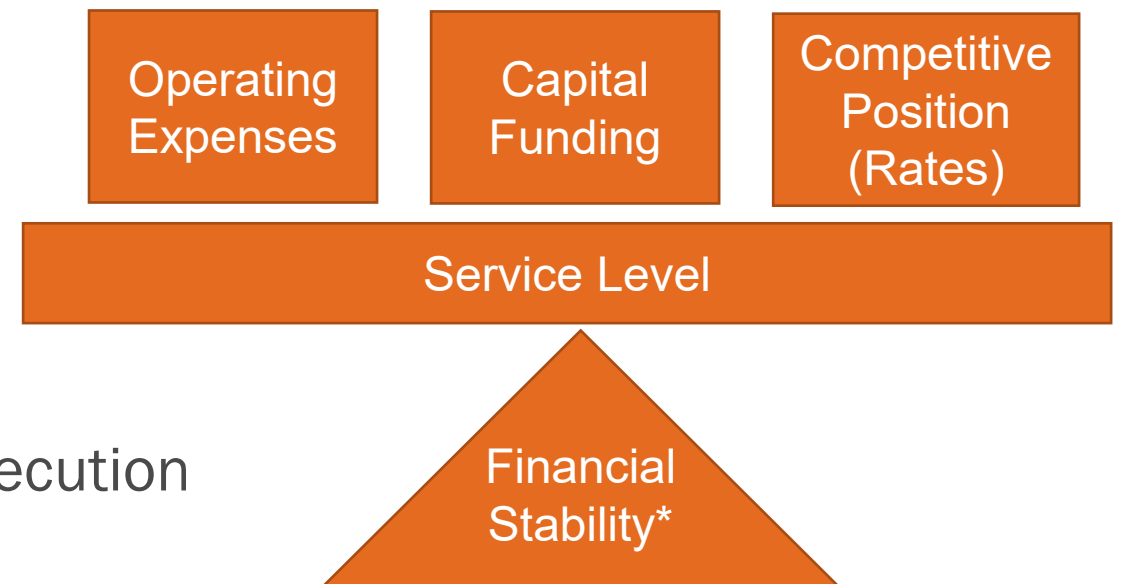 Operating
Expenses
Capital
Funding
Competitive
Position
(Rates)
Service Level
ecution
Financial
Stability*